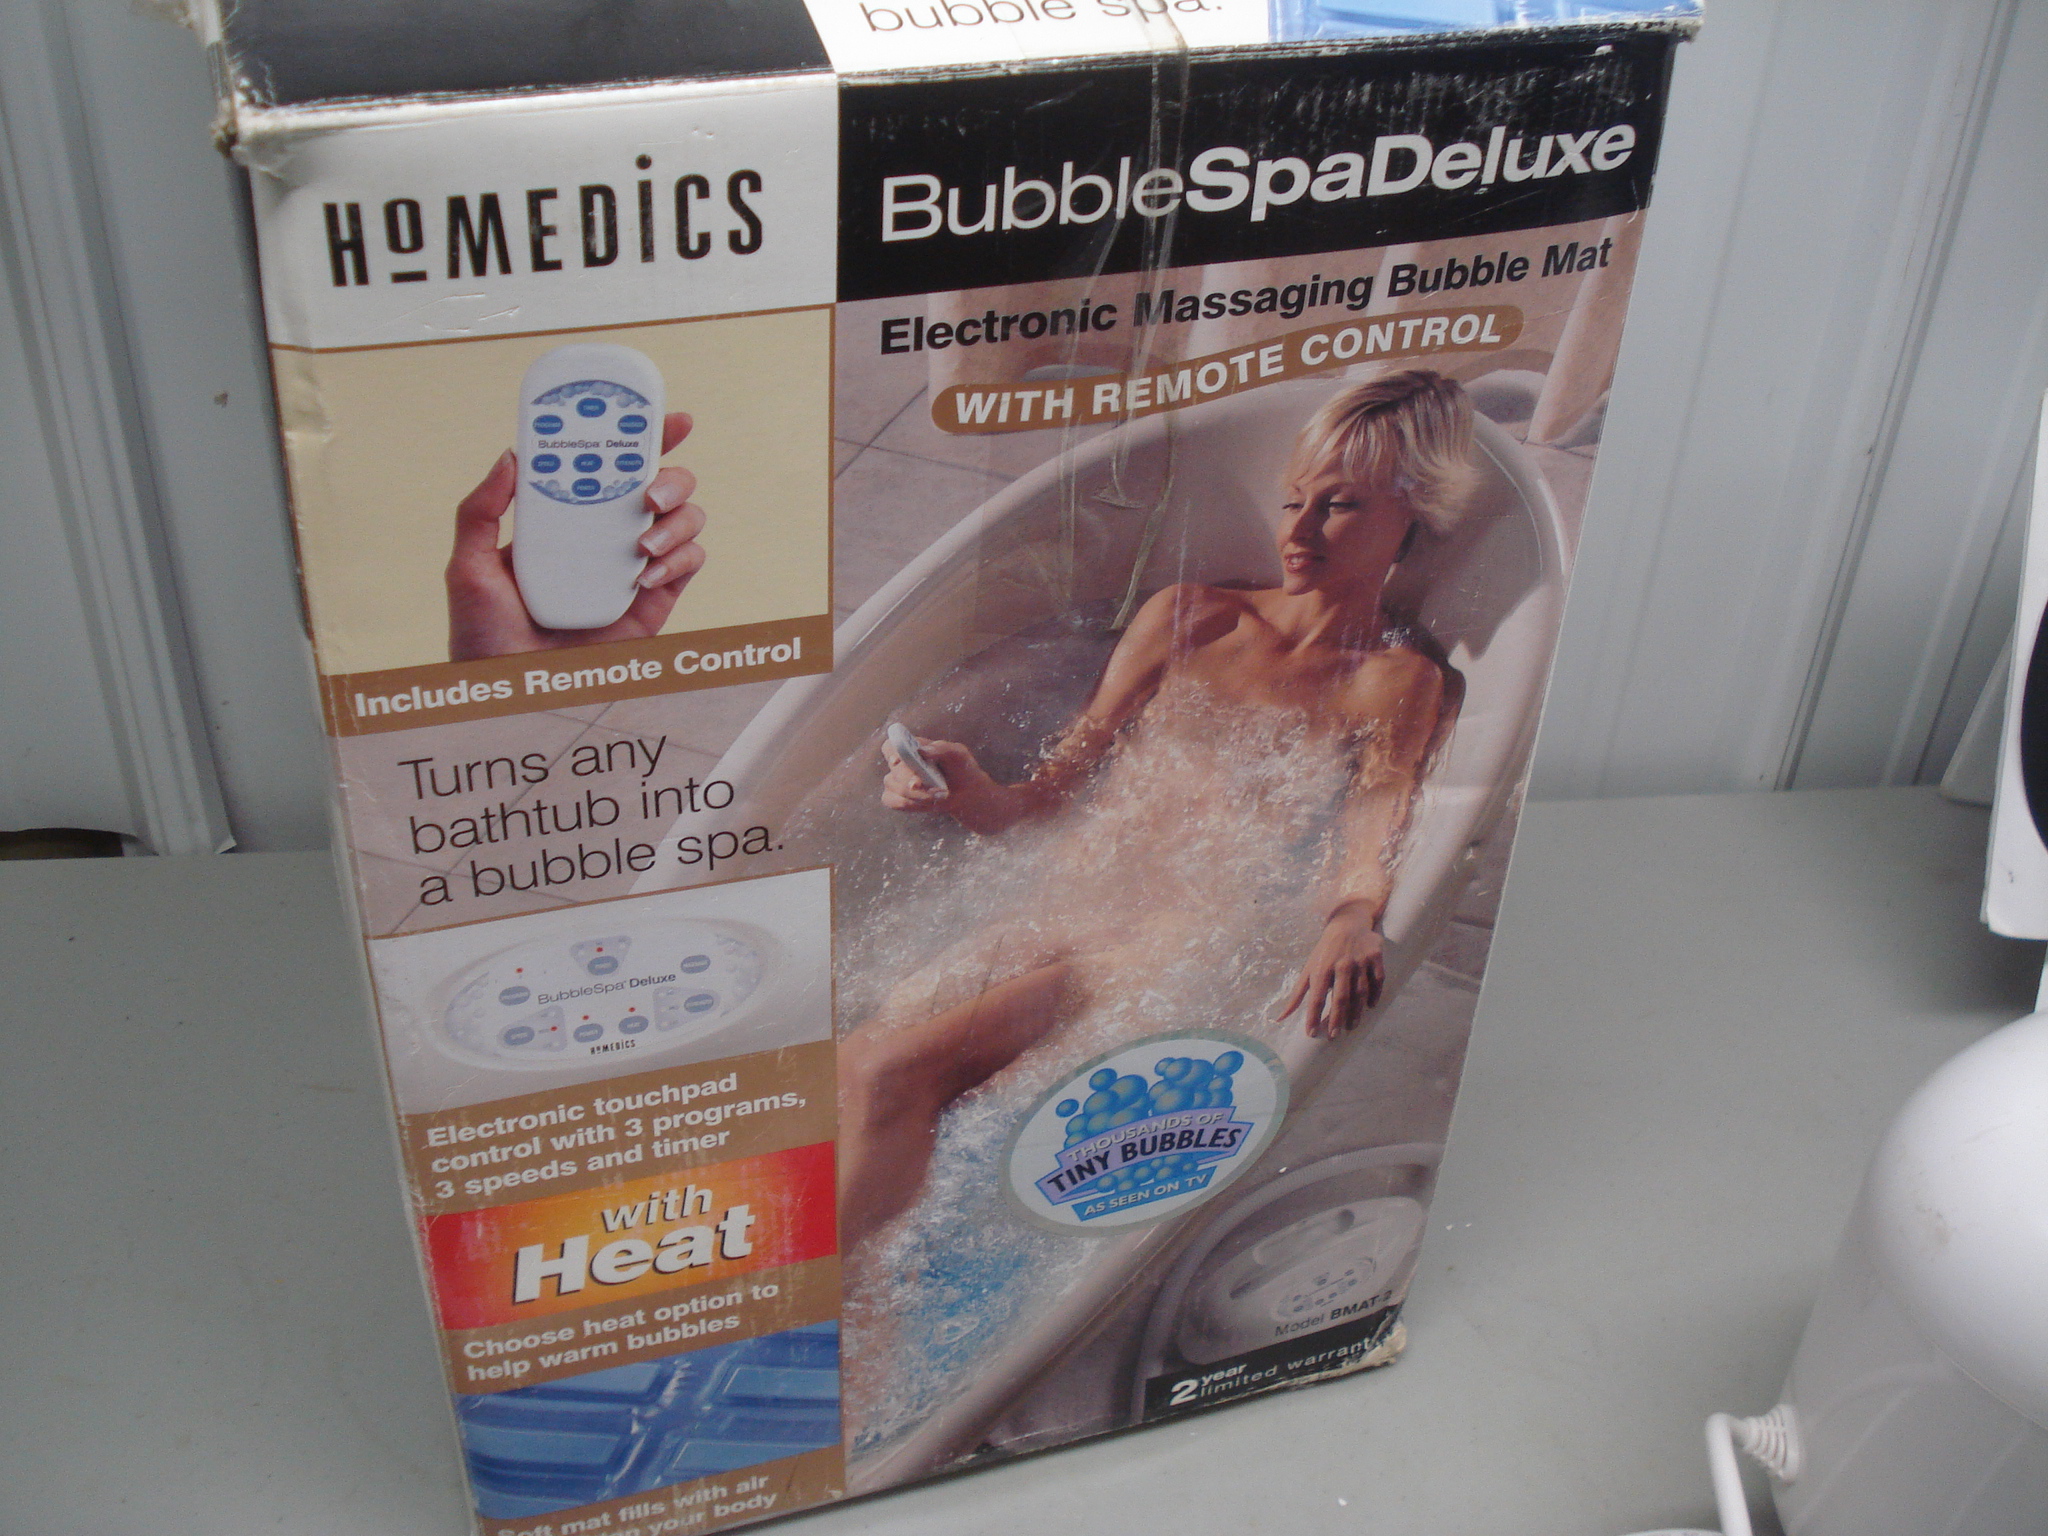 bubble spa.
HoMEDiCS
BubbleSpaDeluxe
Electronic Massaging Bubble Mat
WITH REMOTE CONTROL
BubbleSpa Deluxe
Includes Remote Control
Turns any
bathtub into
a bubble spa.
BubbleSpa Deluxe
HoMEDiCS
Electronic touchpad
control with 3 programs,
3 speeds and timer
with
Heat
Choose heat option to
help warm bubbles
Soft mat fills with air
your body
THOUSANDS OF
TINY BUBBLES
AS SEEN ON TV
Model BMAT-2
2 year
limited warranty